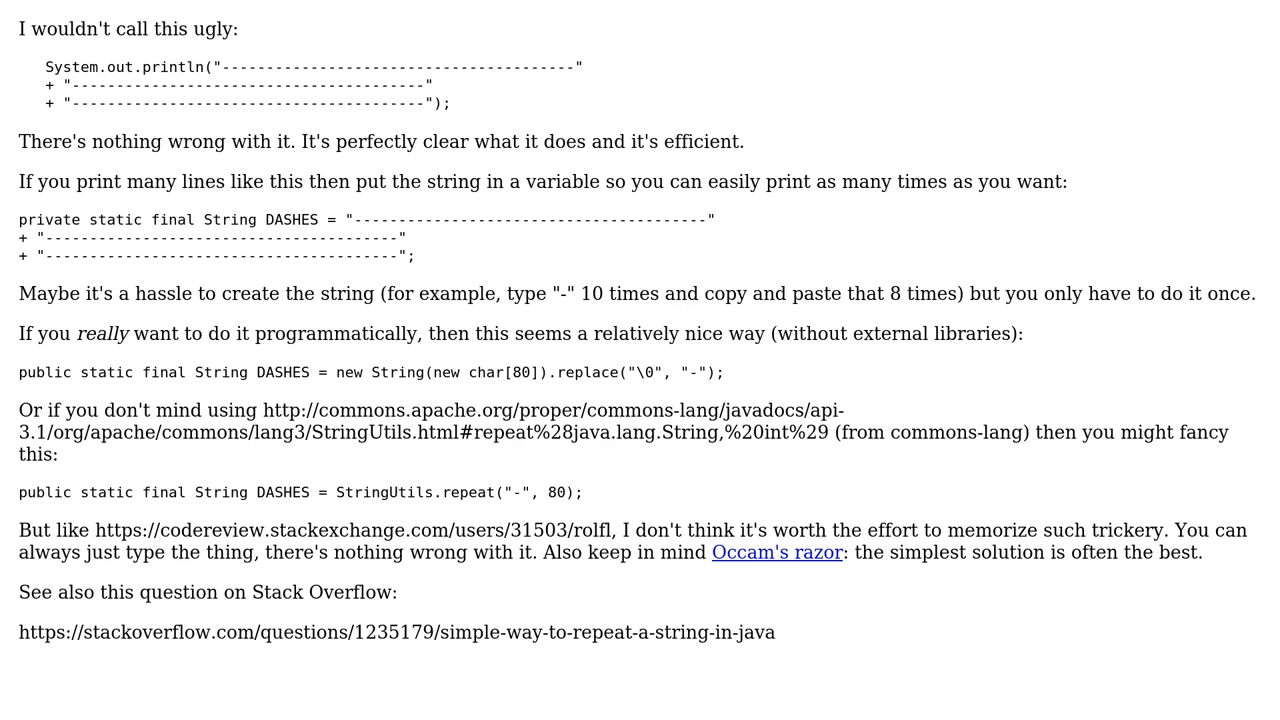 I wouldn't call this ugly:
System.out.println("----------------------------------------"
+ "----------------------------------------"
+ "----------------------------------------");
There's nothing wrong with it. It's perfectly clear what it does and it's efficient.
If you print many lines like this then put the string in a variable so you can easily print as many times as you want:
private static final String DASHES = "----------------------------------------"
+ "----------------------------------------"
+ "----------------------------------------";
Maybe it's a hassle to create the string (for example, type "-" 10 times and copy and paste that 8 times) but you only have to do it once.
If you really want to do it programmatically, then this seems a relatively nice way (without external libraries):
public static final String DASHES = new String(new char[80]).replace("\0", "-");
Or if you don't mind using http://commons.apache.org/proper/commons-lang/javadocs/api-
3.1/org/apache/commons/lang3/StringUtils.html#repeat%28java.lang.String,%20int%29 (from commons-lang) then you might fancy
this:
public static final String DASHES = StringUtils.repeat("-", 80);
But like https://codereview.stackexchange.com/users/31503/rolfl, I don't think it's worth the effort to memorize such trickery. You can
always just type the thing, there's nothing wrong with it. Also keep in mind Occam's razor: the simplest solution is often the best.
See also this question on Stack Overflow:
https://stackoverflow.com/questions/1235179/simple-way-to-repeat-a-string-in-java